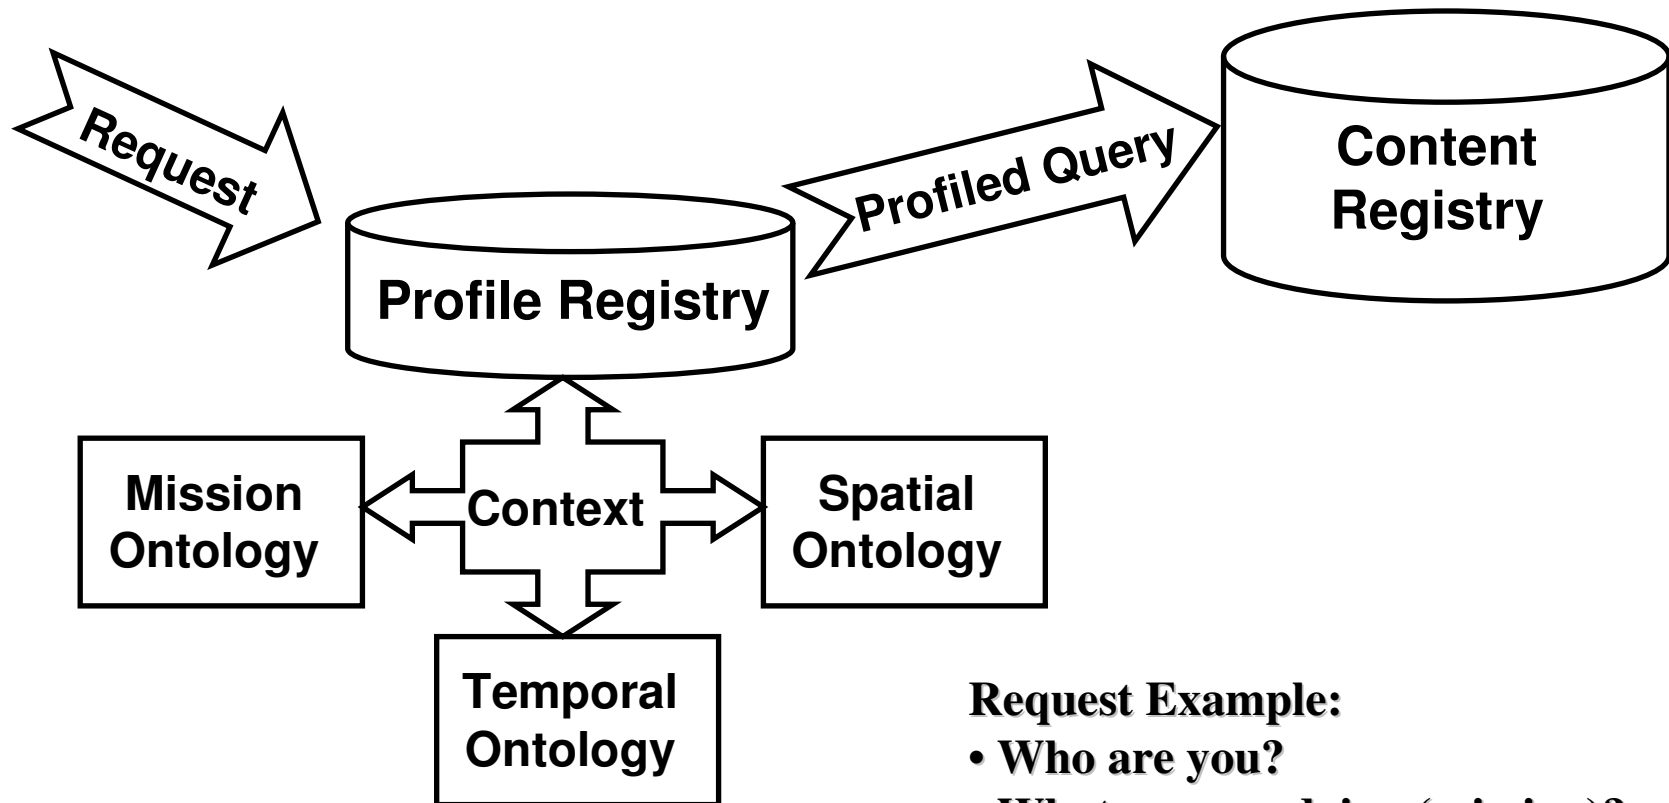 Request
Profiled Query
Content
Registry
Profile Registry
Mission
Ontology
Context
Spatial
Ontology
Temporal
Ontology
Request Example:
• Who are you?